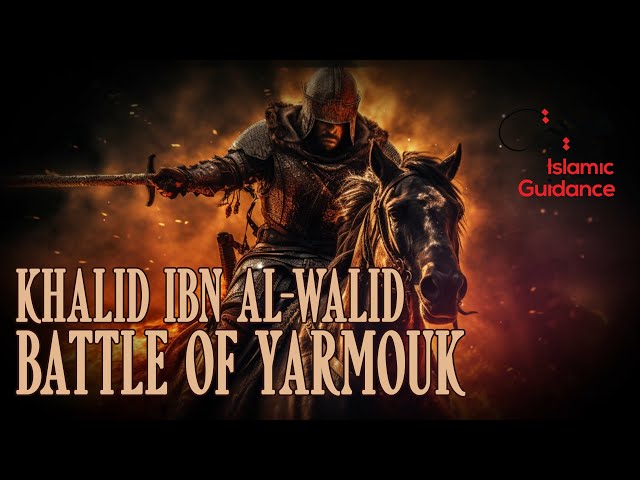 Islamic
Guidance
KHALID IBN AL-WALID
BATTLE OF YARMOUK